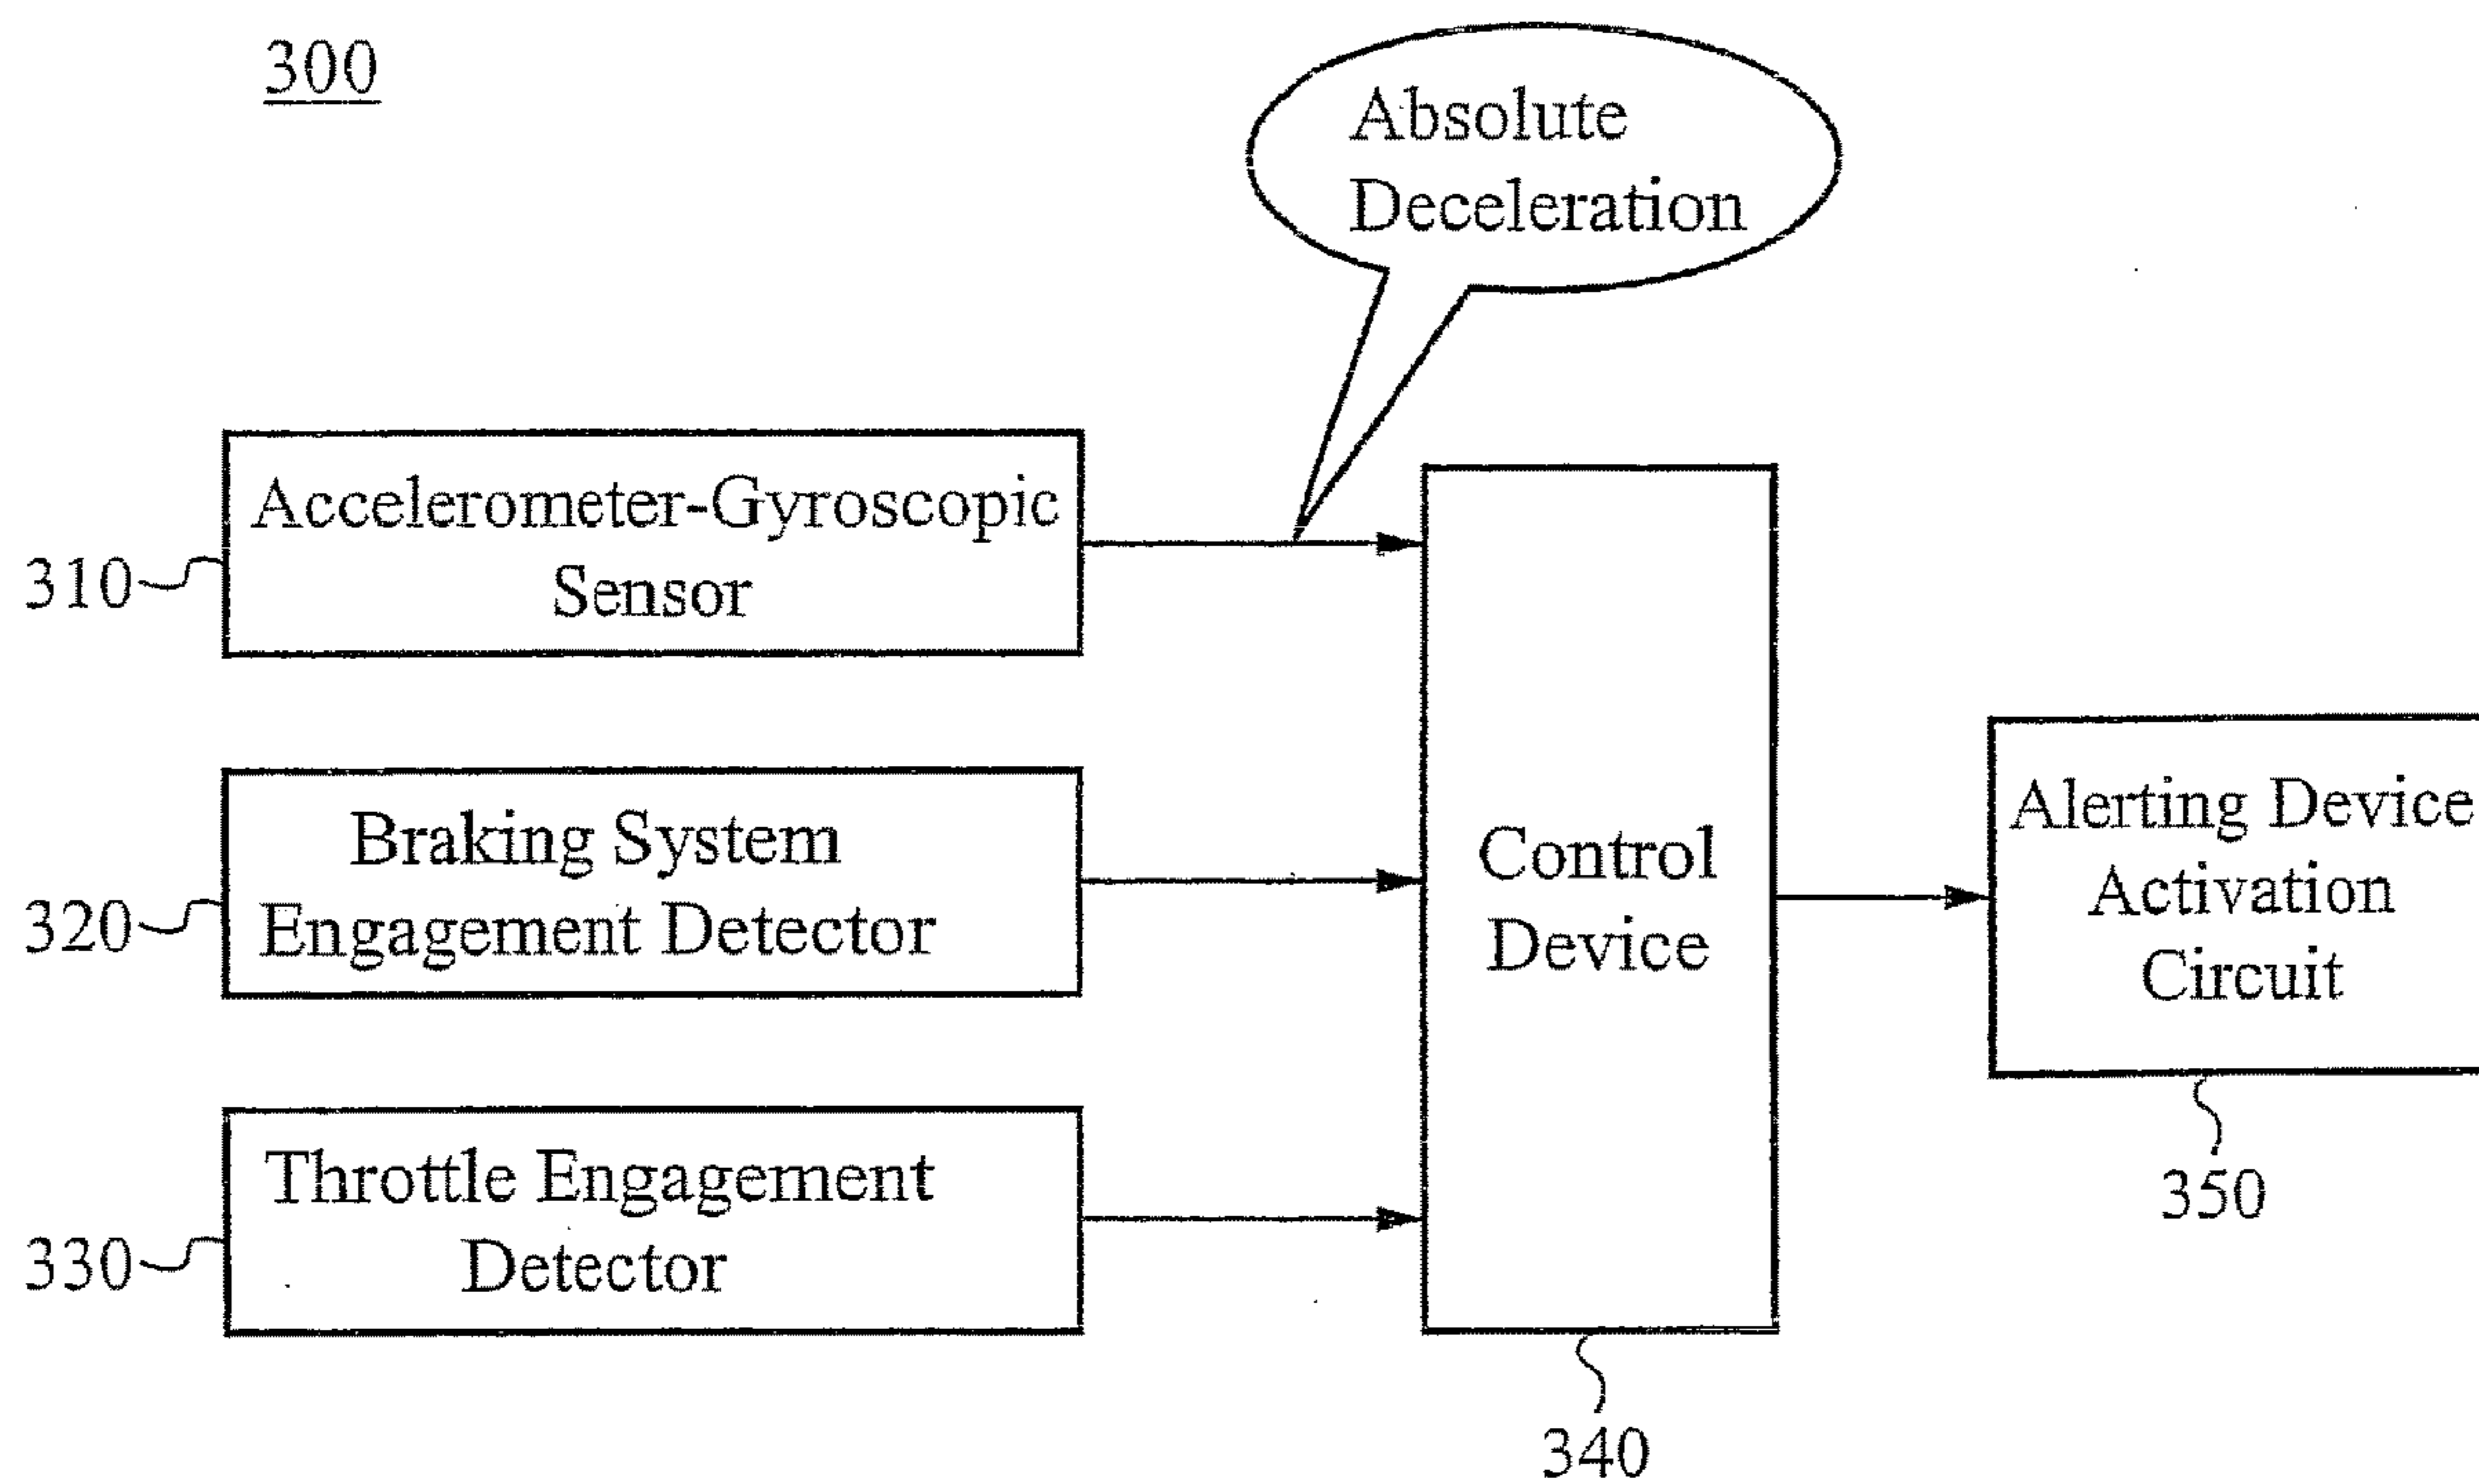 300
Absolute
Deceleration
Accelerometer-Gyroscopic
Sensor
310
Braking System
Engagement Detector
320
Throttle Engagement
Detector
330
Control
Device
340
Alerting Device
Activation
Circuit
350